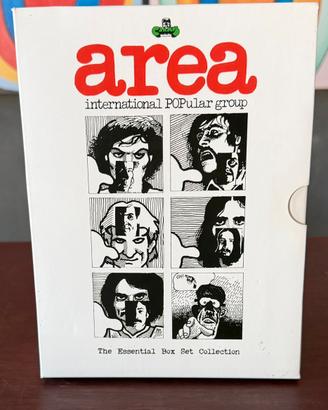 area
international POPular group
The Essential Box Set Collection